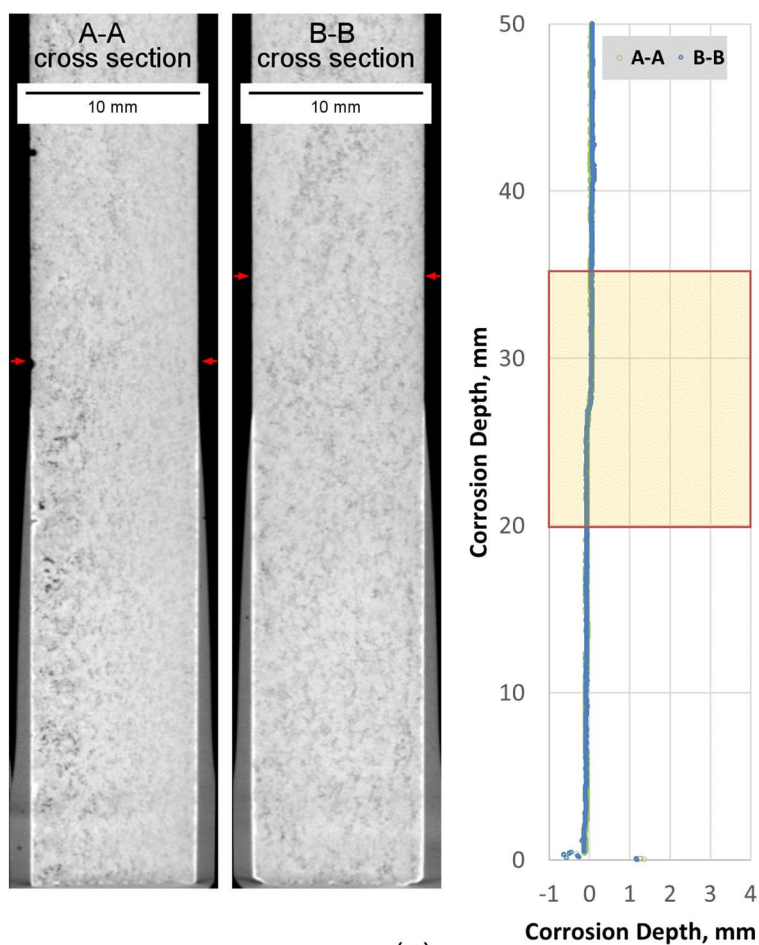 A-A
cross section
10 mm
B-B
cross section
10 mm
A-A B-B
50
40
30
20
10
0
Corrosion Depth, mm
-1 0 1 2 3 4
Corrosion Depth, mm